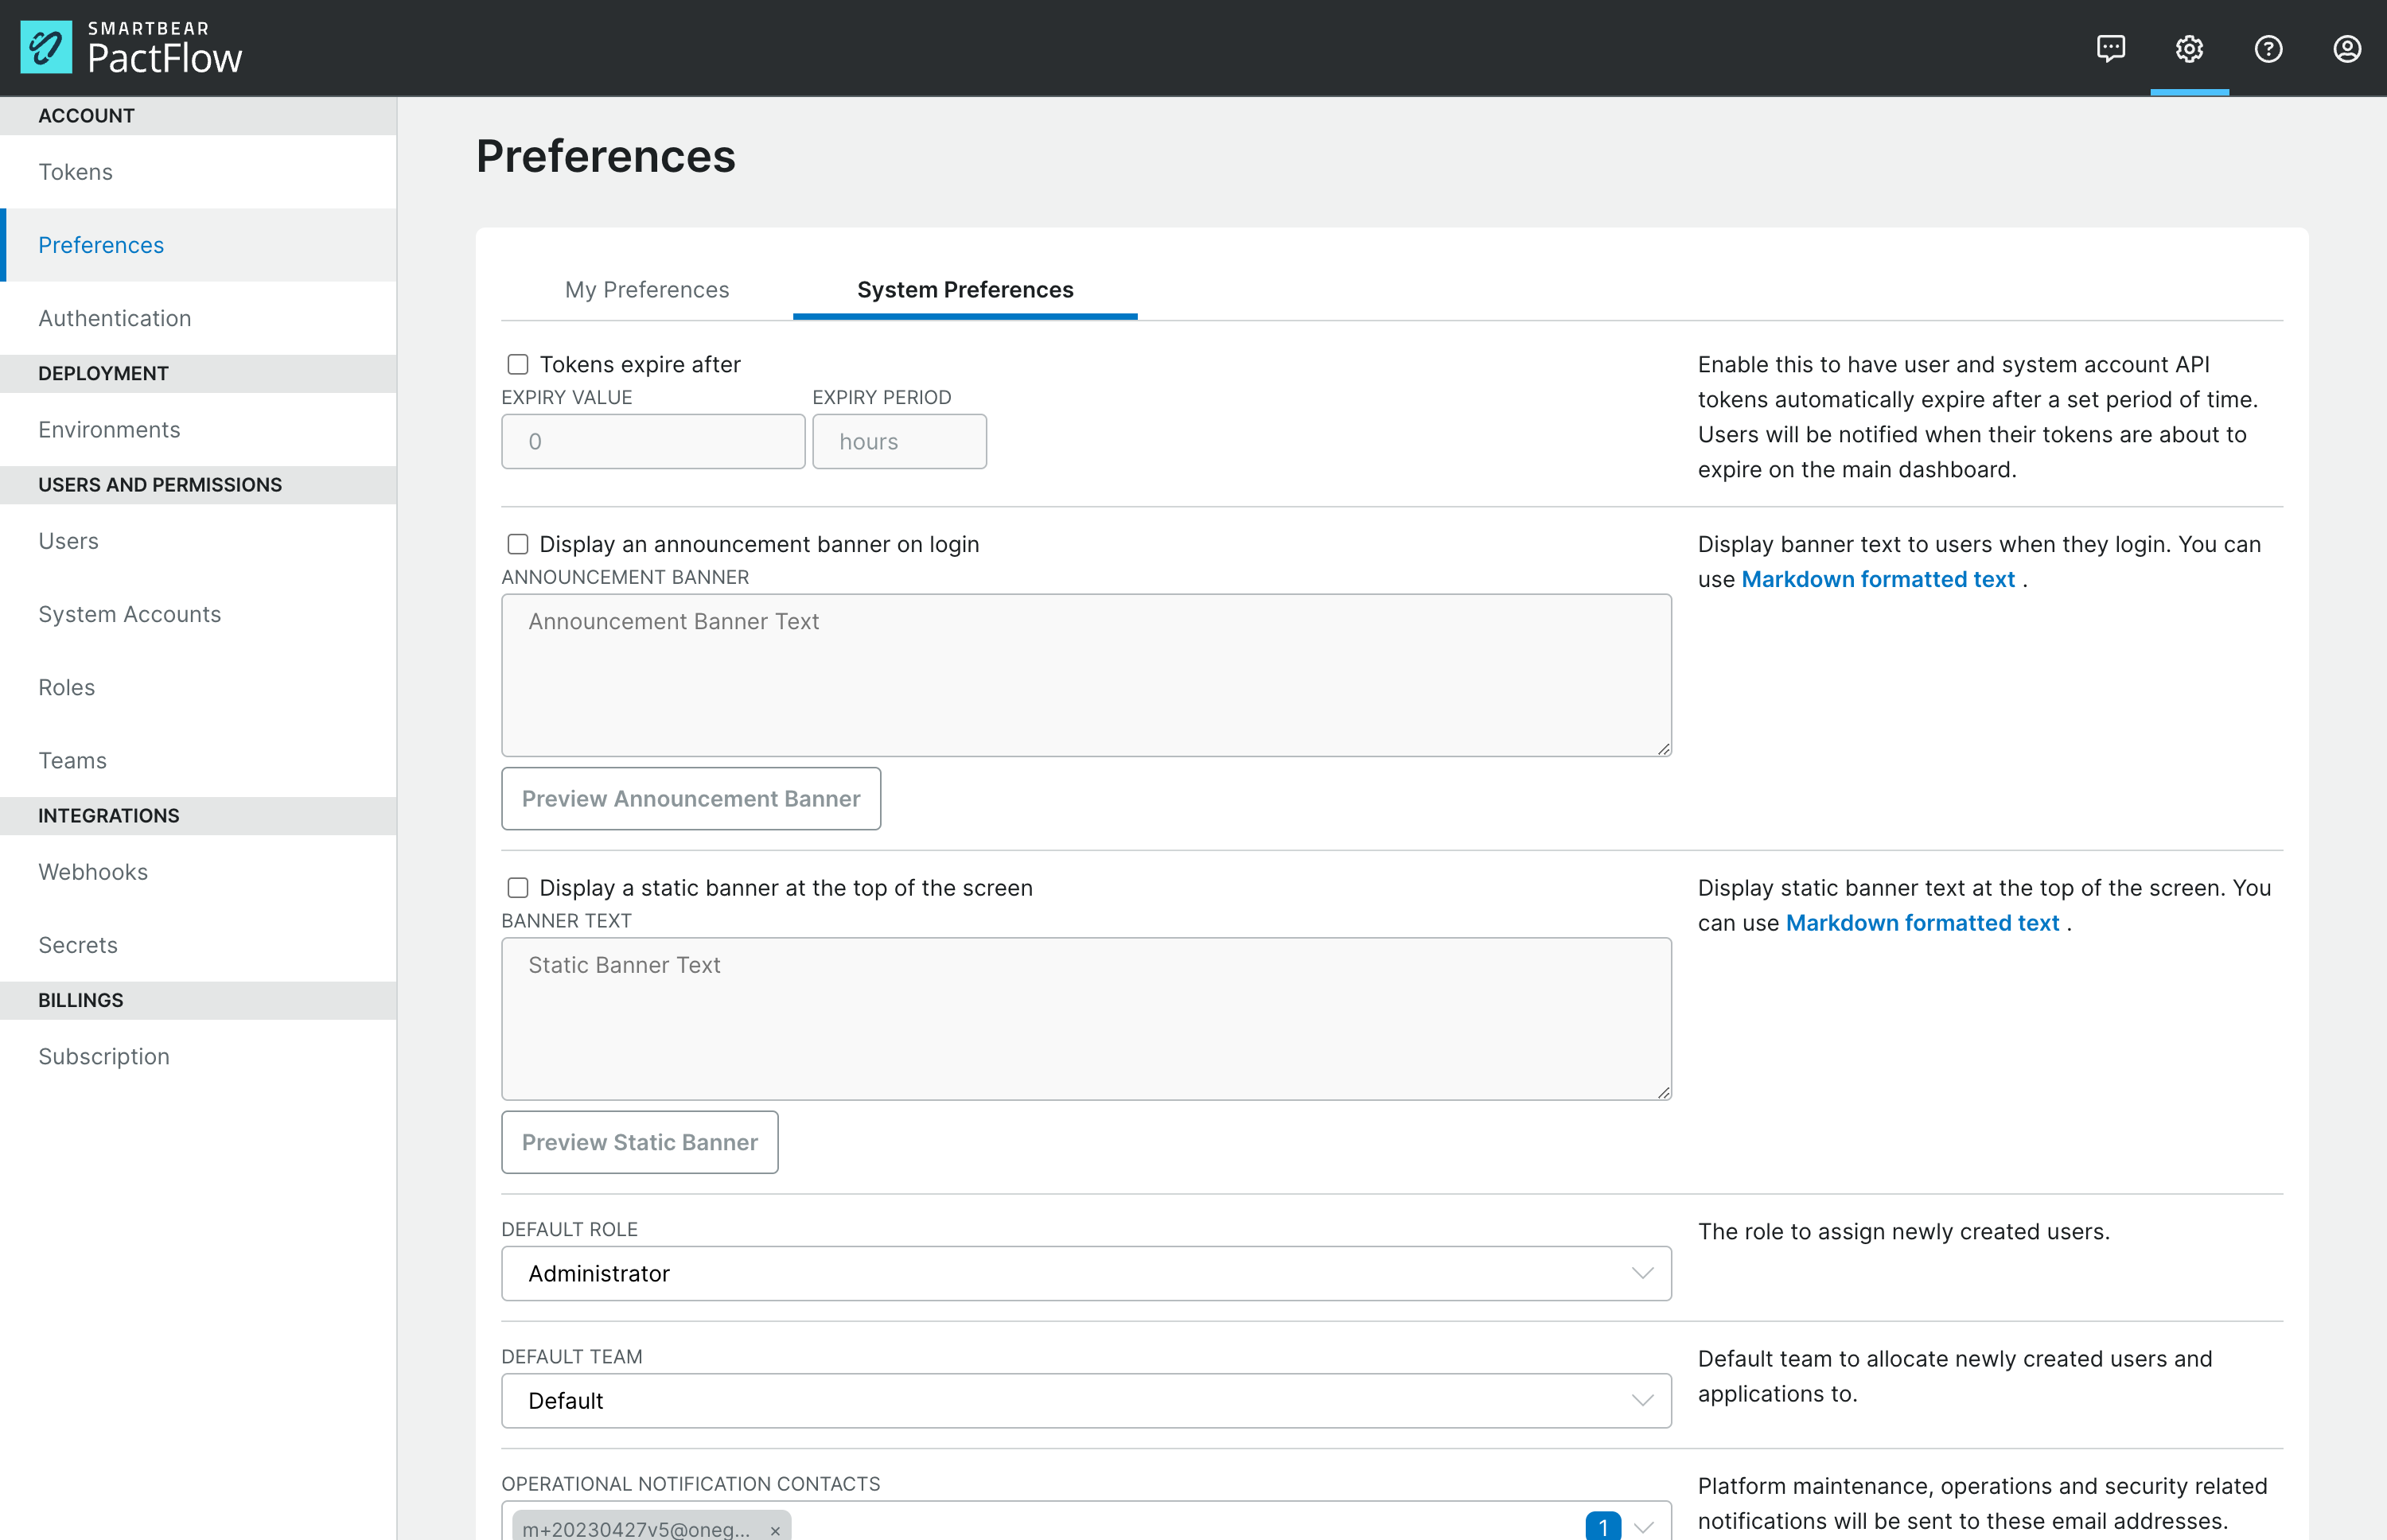 SMARTBEAR
PactFlow
ACCOUNT
Tokens
Preferences
Authentication
DEPLOYMENT
Environments
USERS AND PERMISSIONS
Users
System Accounts
Roles
Teams
INTEGRATIONS
Webhooks
Secrets
BILLINGS
Subscription
Preferences
My Preferences
System Preferences
Tokens expire after
EXPIRY VALUE
EXPIRY PERIOD
0
hours
Enable this to have user and system account API
tokens automatically expire after a set period of time.
Users will be notified when their tokens are about to
expire on the main dashboard.
Display an announcement banner on login
ANNOUNCEMENT BANNER
Announcement Banner Text
Preview Announcement Banner
Display banner text to users when they login. You can
use Markdown formatted text .
Display a static banner at the top of the screen
BANNER TEXT
Static Banner Text
Preview Static Banner
Display static banner text at the top of the screen. You
can use Markdown formatted text .
DEFAULT ROLE
Administrator
The role to assign newly created users.
DEFAULT TEAM
Default
Default team to allocate newly created users and
applications to.
OPERATIONAL NOTIFICATION CONTACTS
m+20230427v5@oneg... ×
1
Platform maintenance, operations and security related
notifications will be sent to these email addresses.